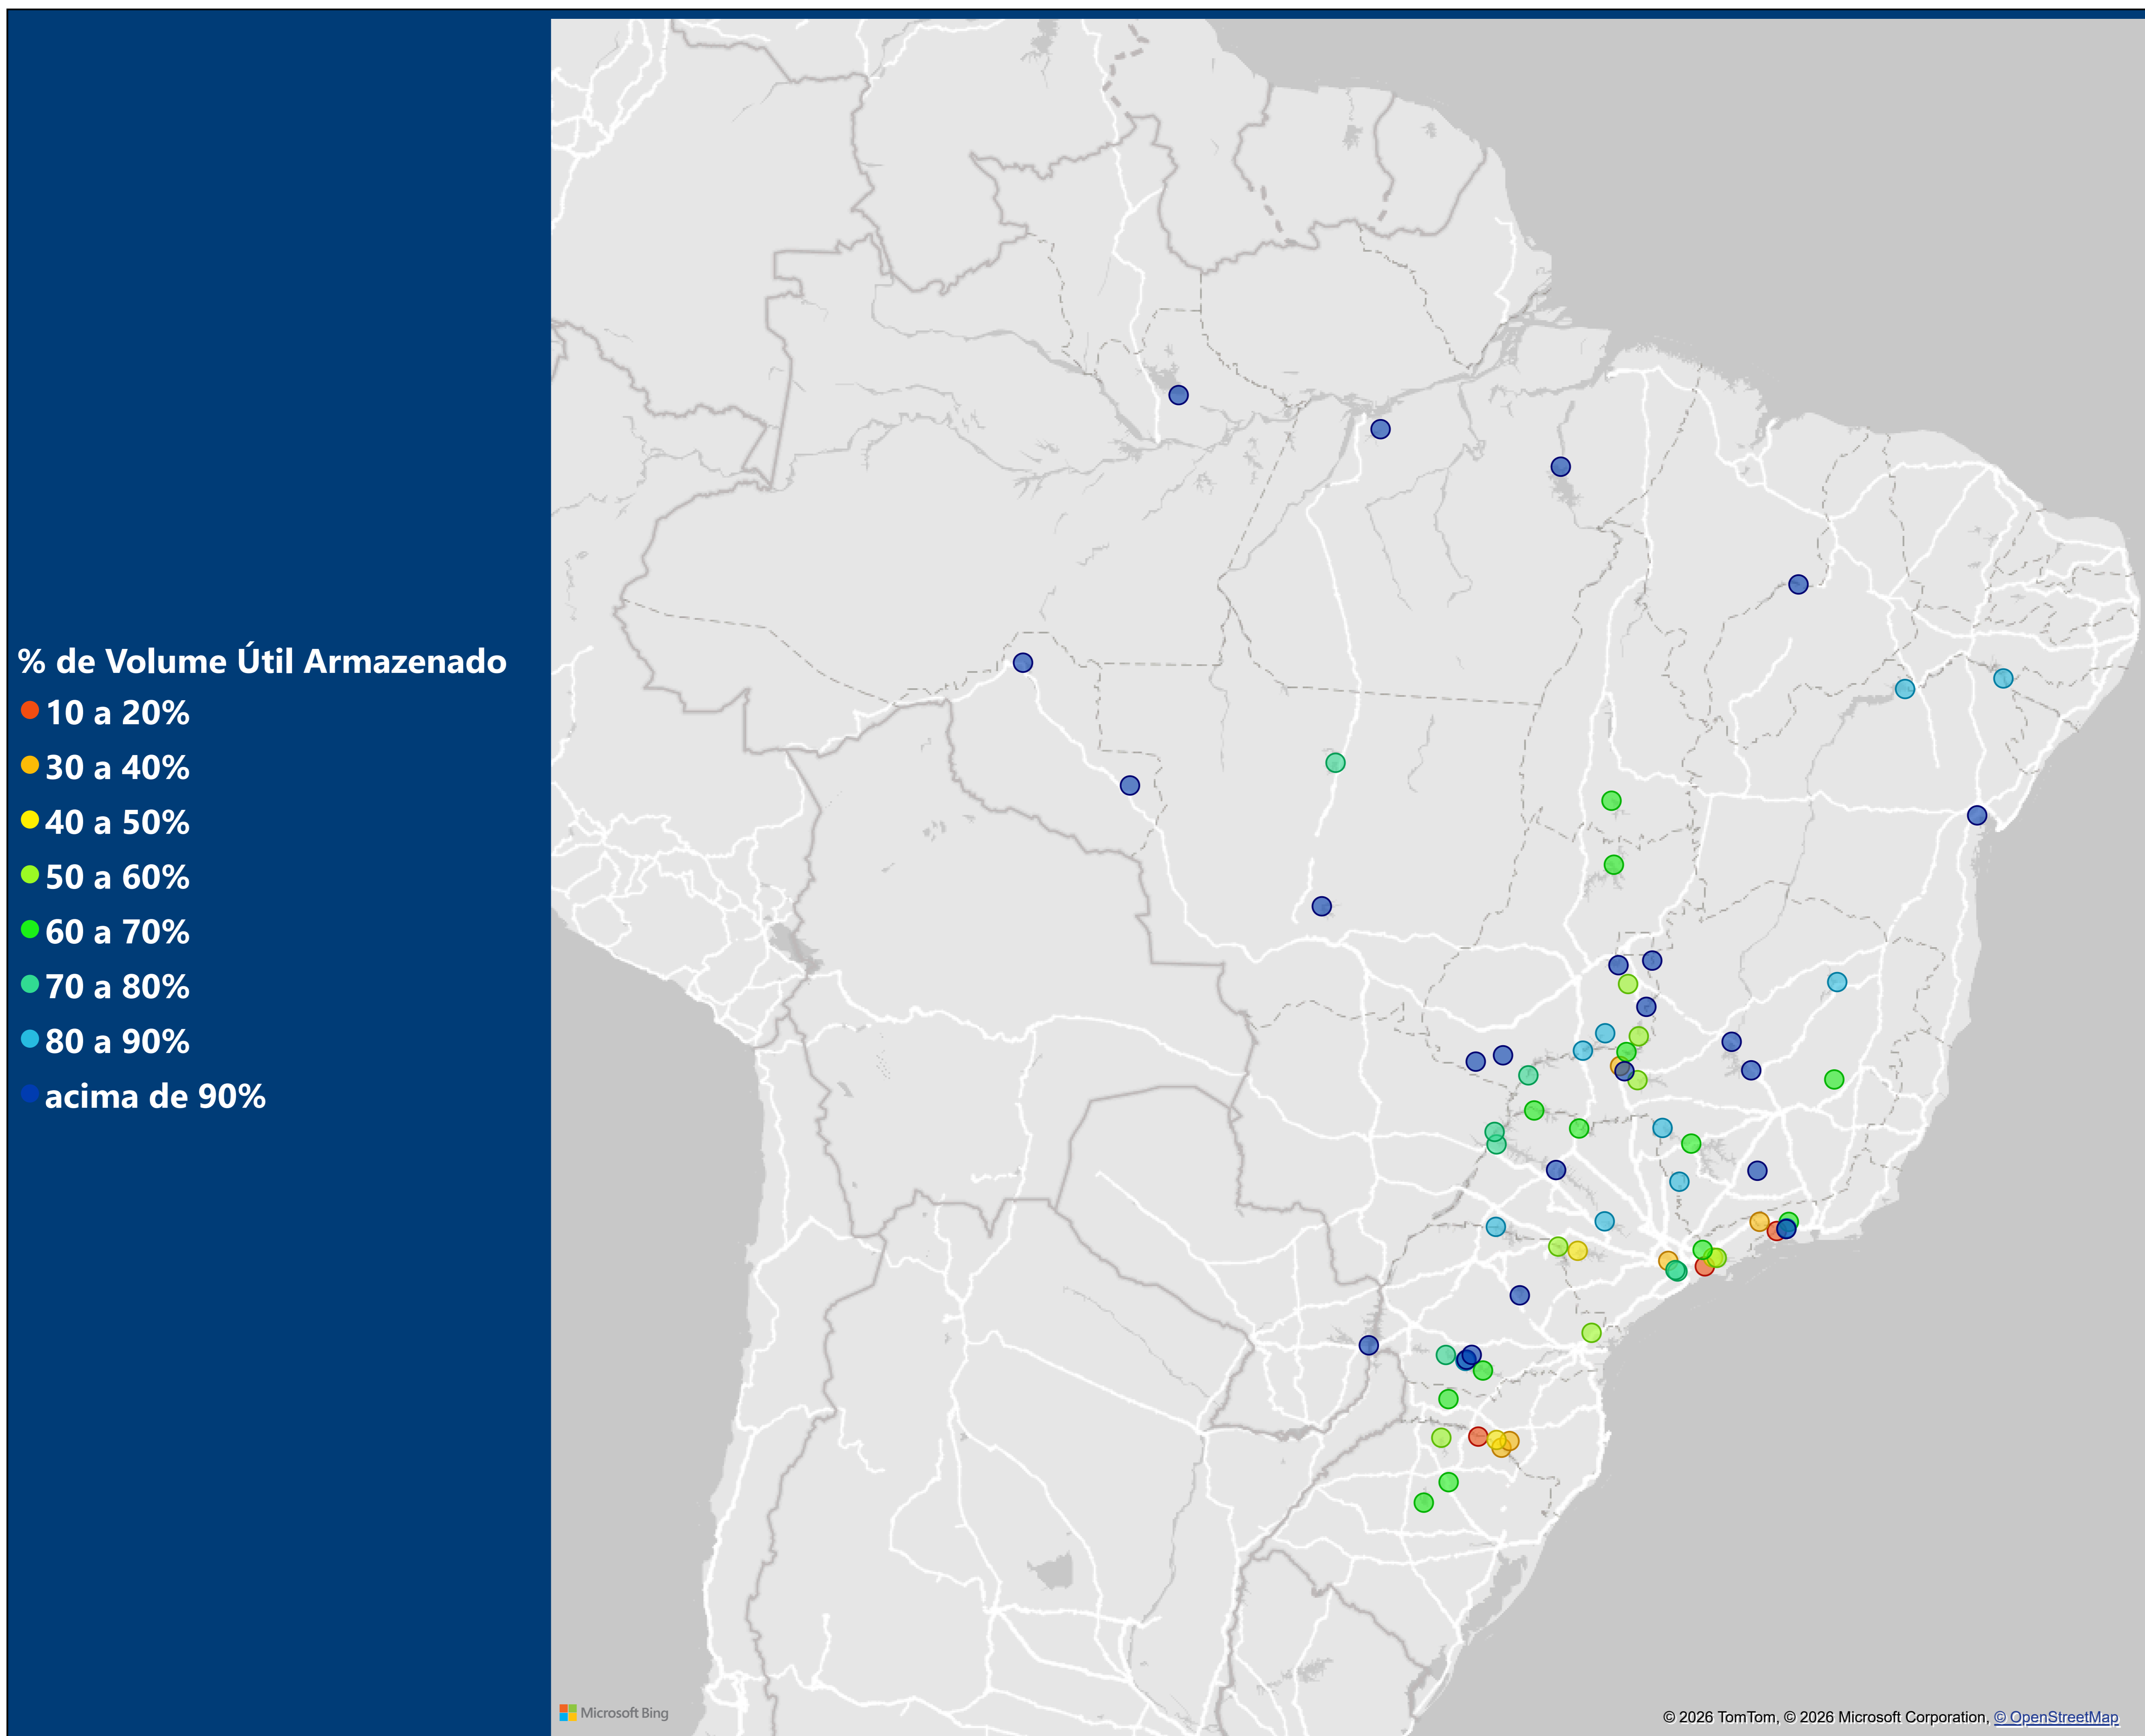 % de Volume Útil Armazenado
10 a 20%
30 a 40%
40 a 50%
50 a 60%
60 a 70%
70 a 80%
80 a 90%
acima de 90%
Microsoft Bing
© 2026 TomTom, © 2026 Microsoft Corporation, © OpenStreetMap